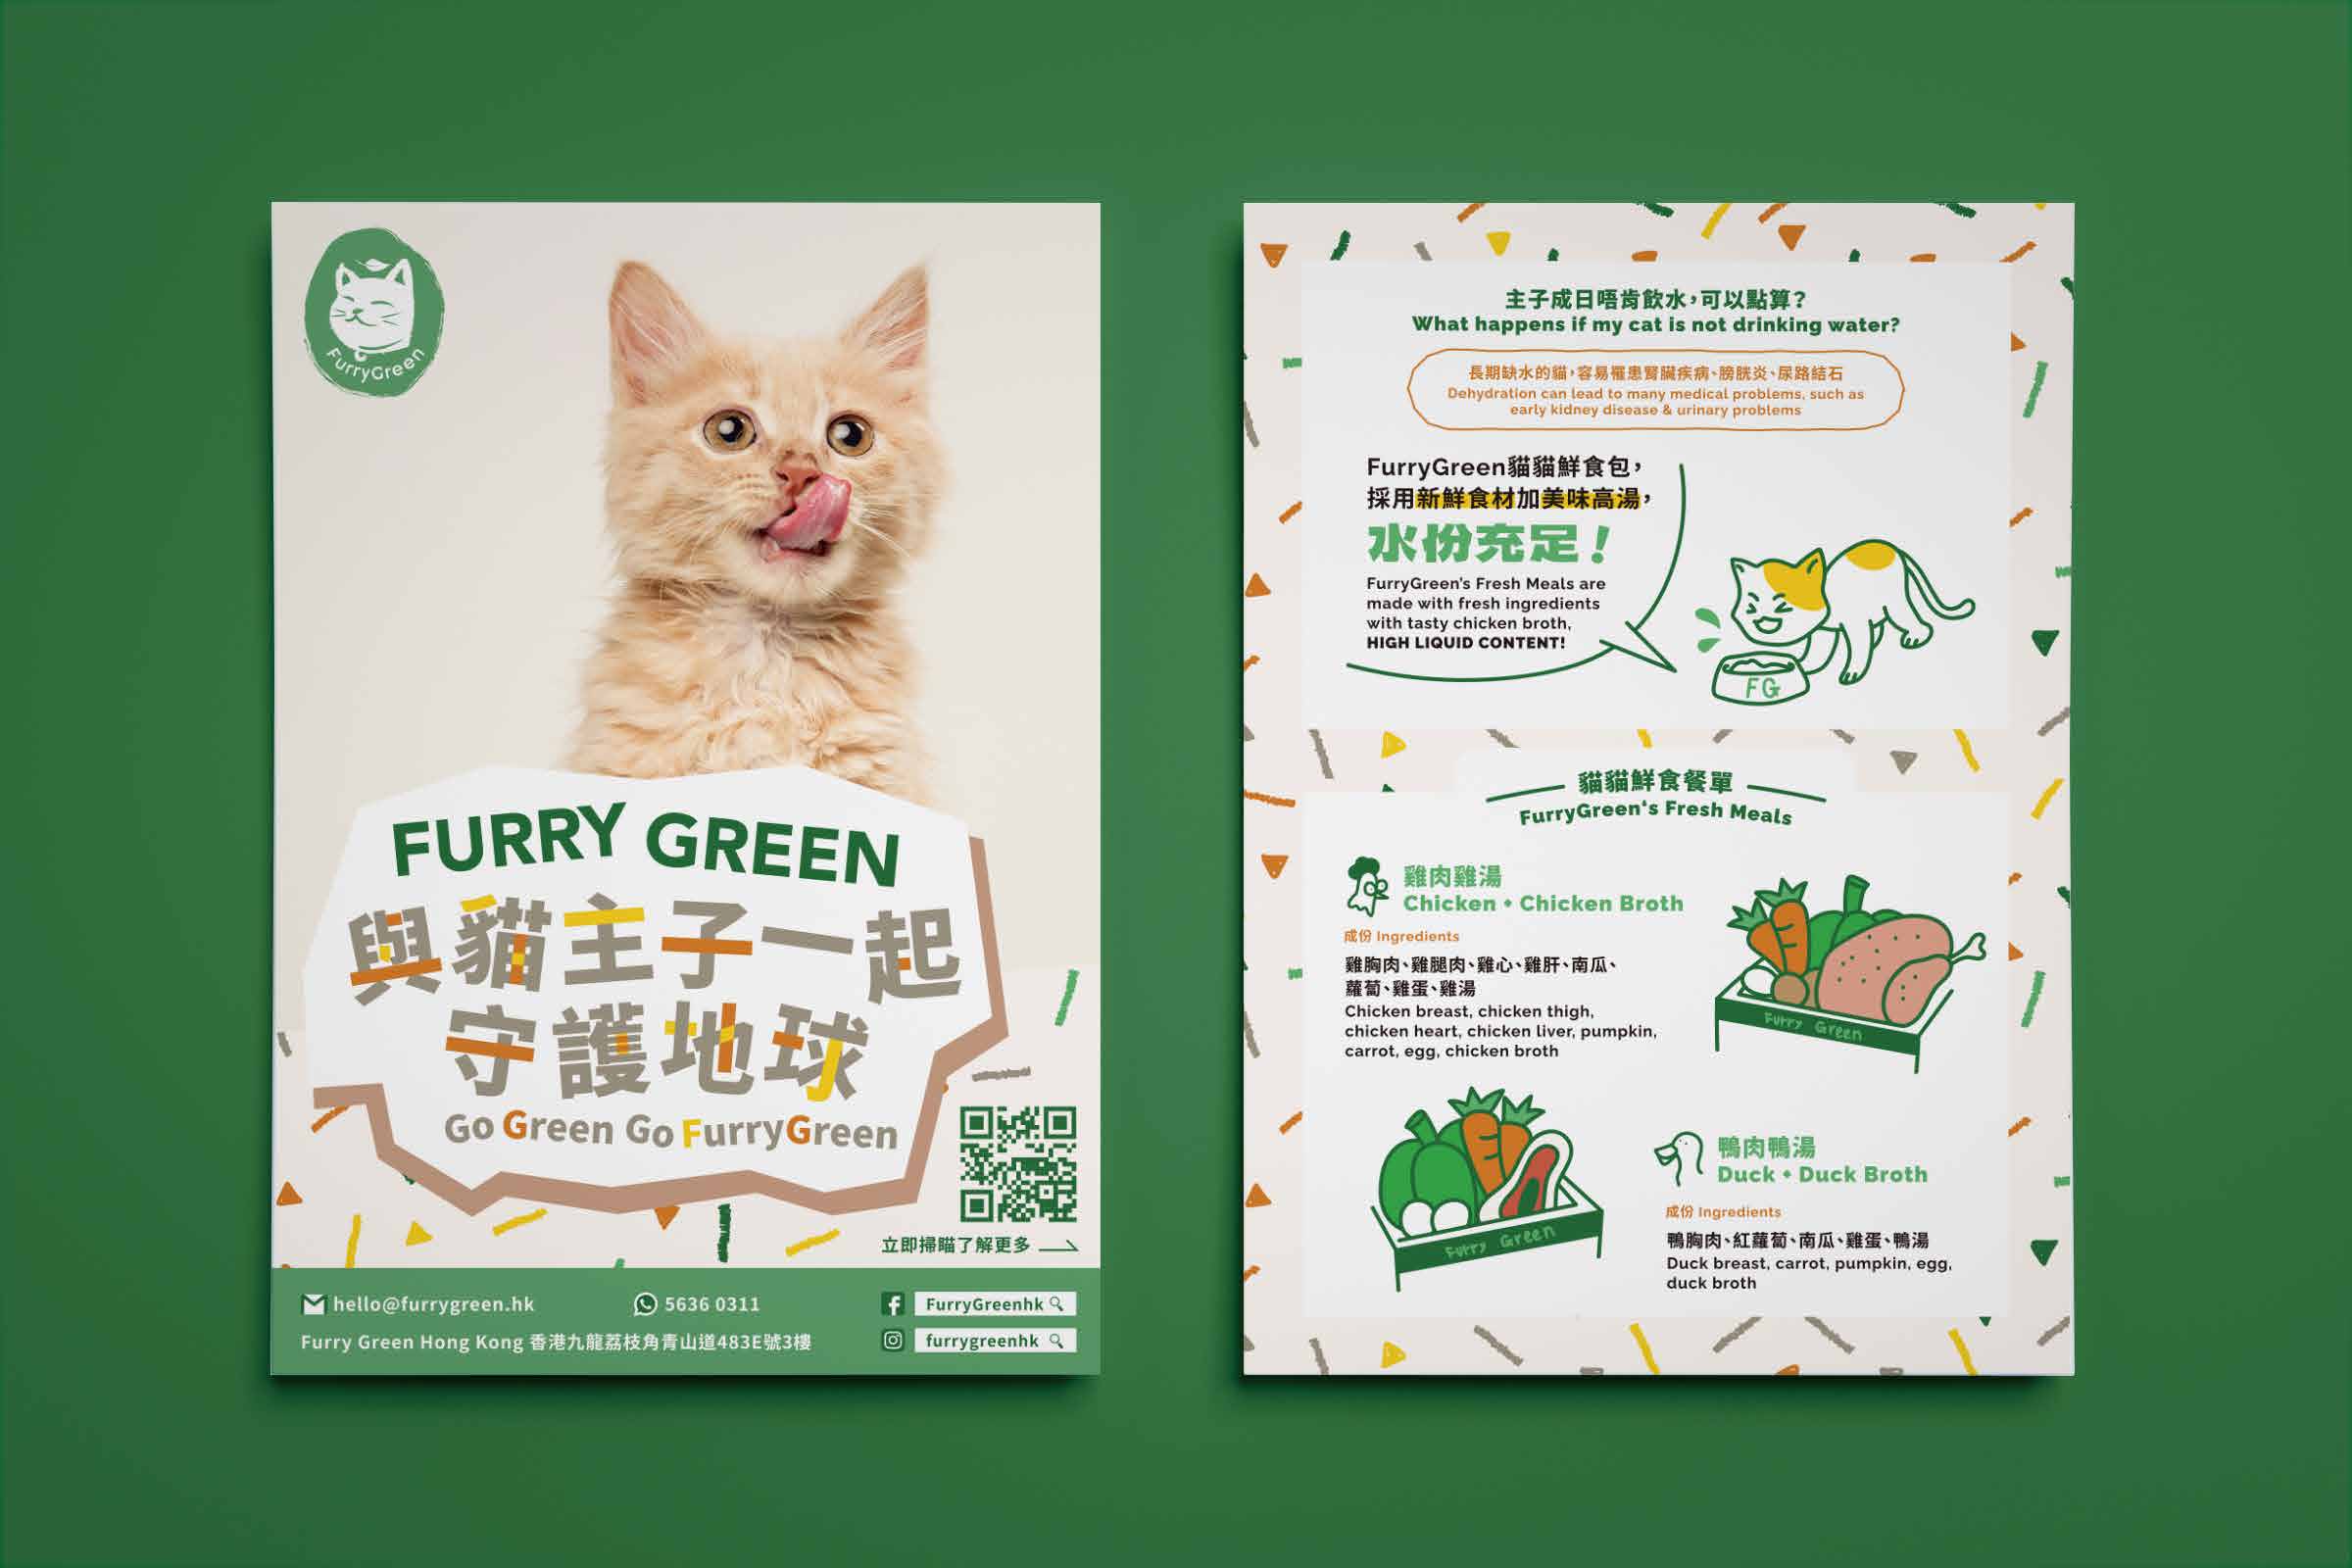 FurryGreen
FURRY GREEN
與貓主子一起
守護地球
Go Green Go FurryGreen
立即掃瞄了解更多
hello@furrygreen.hk
5636 0311
FurryGreenhk
Furry Green Hong Kong 香港九龍荔枝角青山道483E號3樓
furrygreenhk
主子成日唔肯飲水，可以點算？
What happens if my cat is not drinking water?
長期缺水的貓，容易罹患腎臟疾病、膀胱炎、尿路結石
Dehydration can lead to many medical problems, such as
early kidney disease & urinary problems
FurryGreen貓貓鮮食包，
採用新鮮食材加美味高湯，
水份充足！
FurryGreen's Fresh Meals are
made with fresh ingredients
with tasty chicken broth,
HIGH LIQUID CONTENT!
FG
貓貓鮮食餐單
FurryGreen's Fresh Meals
雞肉雞湯
Chicken • Chicken Broth
成份 Ingredients
雞胸肉、雞腿肉、雞心、雞肝、南瓜、
蘿蔔、雞蛋、雞湯
Chicken breast, chicken thigh,
chicken heart, chicken liver, pumpkin,
carrot, egg, chicken broth
Furry Green
Furry Green
鴨肉鴨湯
Duck • Duck Broth
成份 Ingredients
鴨胸肉、紅蘿蔔、南瓜、雞蛋、鴨湯
Duck breast, carrot, pumpkin, egg,
duck broth